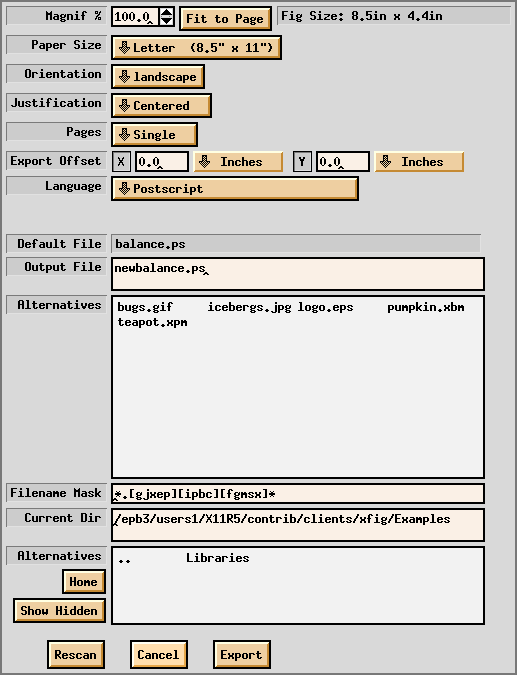 Magnif % 100.0 Fit to Page Fig Size: 8.5in x 4.4in
Paper Size Letter (8.5" x 11")
Orientation landscape
Justification Centered
Pages Single
Export Offset X 0.0 Inches Y 0.0 Inches
Language Postscript
Default File balance.ps
Output File newbalance.ps
Alternatives bugs.gif icebergs.jpg logo.eps pumpkin.xbm
teapot.xpm
Filename Mask *.[gjxep][ipbc][fgmsx]*
Current Dir /epb3/users1/X11R5/contrib/clients/xfig/Examples
Alternatives .. Libraries
Home
Show Hidden
Rescan Cancel Export